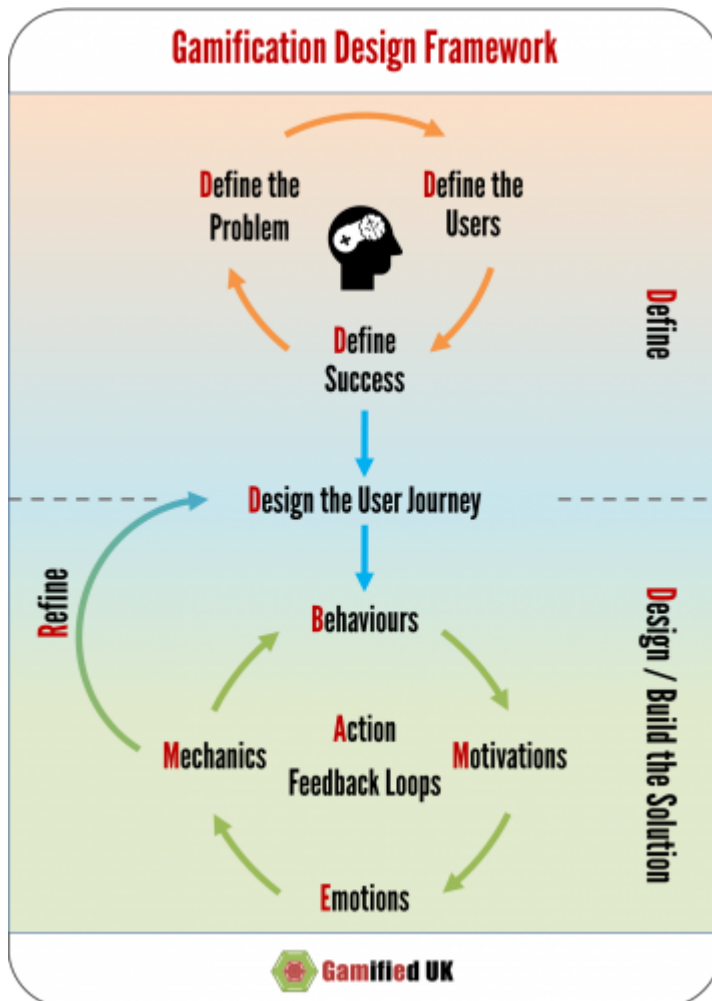 Gamification Design Framework
Define the
Problem
Define the
Users
Define
Success
Define
Design the User Journey
Refine
Behaviours
Mechanics
Action
Feedback Loops
Motivations
Emotions
Design / Build the Solution
Gamified UK